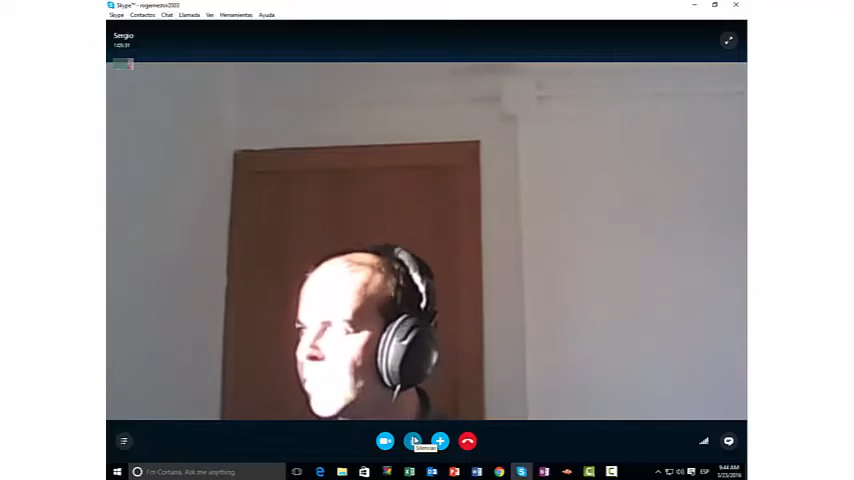 Skype™ - rogernestor2003
Skype Contactos Chat Llamada Ver Herramientas Ayuda
Sergio
1:05:31
Silenciar
I'm Cortana. Ask me anything.
ESP
9:44 AM
3/23/2016